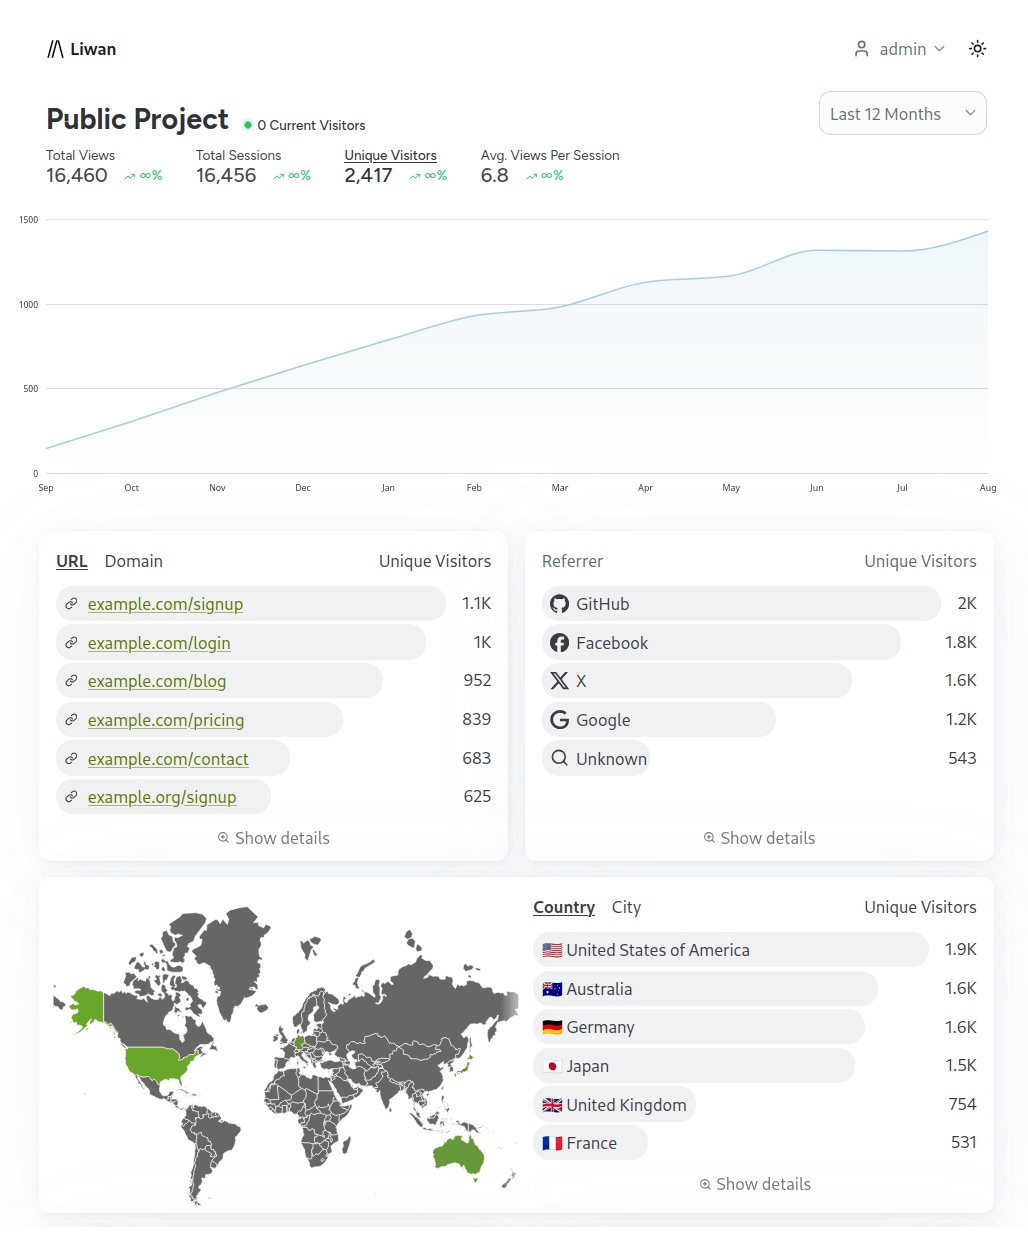 Liwan
admin
Public Project
0 Current Visitors
Last 12 Months
Total Views
Total Sessions
Unique Visitors
Avg. Views Per Session
16,460 ∞%
16,456 ∞%
2,417 ∞%
6.8 ∞%
1500
1000
500
0
Sep Oct Nov Dec Jan Feb Mar Apr May Jun Jul Aug
URL Domain Unique Visitors
example.com/signup 1.1K
example.com/login 1K
example.com/blog 952
example.com/pricing 839
example.com/contact 683
example.org/signup 625
Show details
Referrer Unique Visitors
GitHub 2K
Facebook 1.8K
X 1.6K
Google 1.2K
Unknown 543
Show details
Country City Unique Visitors
United States of America 1.9K
Australia 1.6K
Germany 1.6K
Japan 1.5K
United Kingdom 754
France 531
Show details